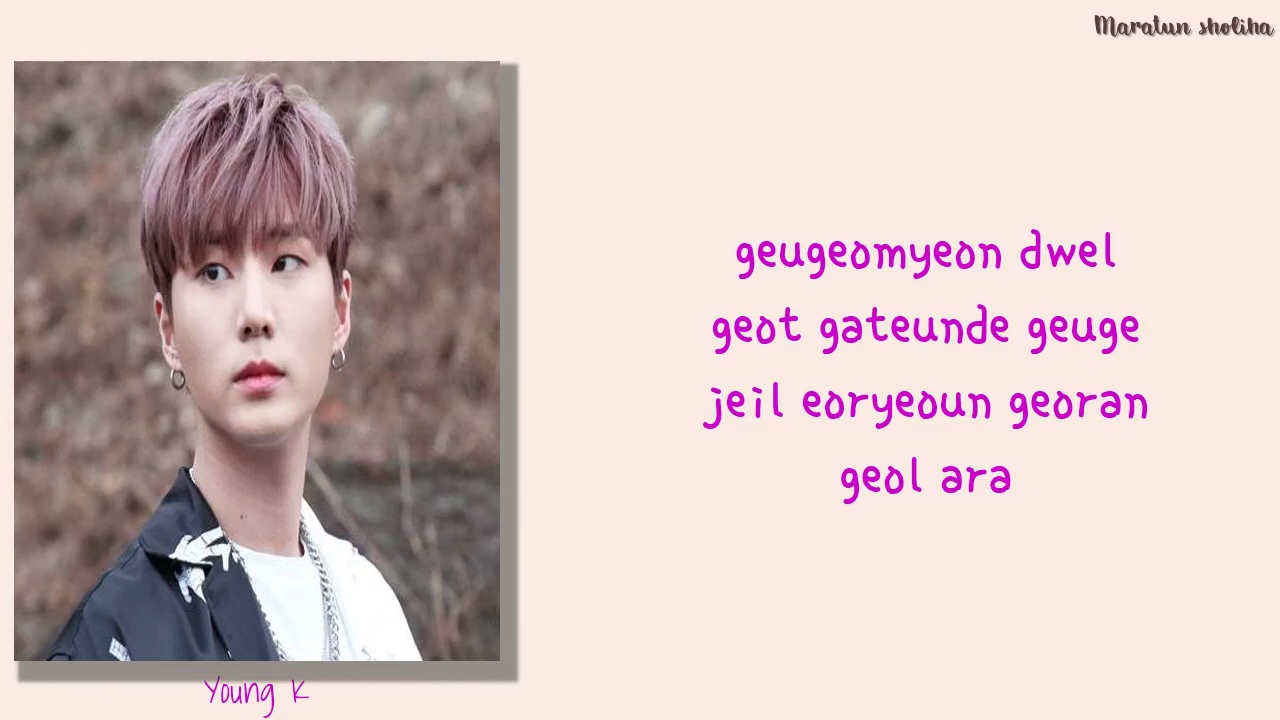 Maratun sholiha
geugeomyeon dwel
geot gateunde geuge
jeil eoryeoun georan
geol ara
Young K